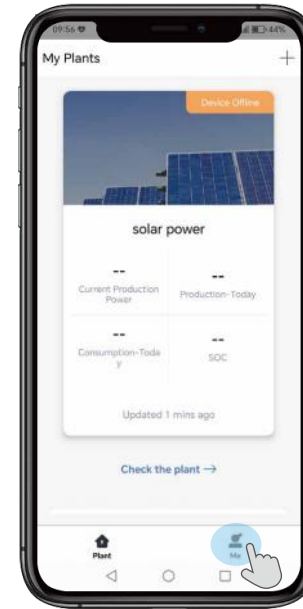 09:56 44%
My Plants +
Device Offline
solar power
--
Current Production
Power
--
Production-Today
--
Consumption-Toda
y
--
SOC
Updated 1 mins ago
Check the plant →
Plant
Me